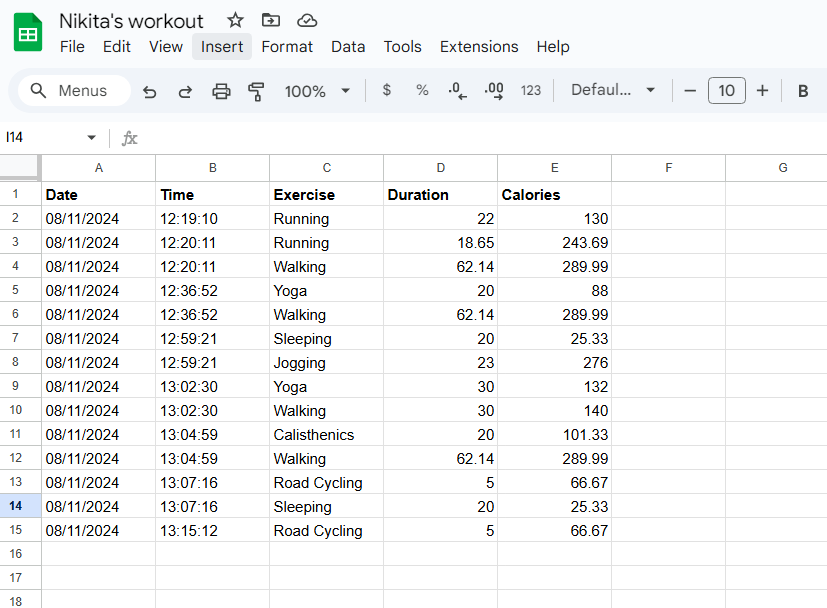 Nikita's workout
File Edit View Insert Format Data Tools Extensions Help
Menus 100% $ % .0 .00 123 Defaul... − 10 + B
I14 fx
A B C D E F G
1 Date Time Exercise Duration Calories
2 08/11/2024 12:19:10 Running 22 130
3 08/11/2024 12:20:11 Running 18.65 243.69
4 08/11/2024 12:20:11 Walking 62.14 289.99
5 08/11/2024 12:36:52 Yoga 20 88
6 08/11/2024 12:36:52 Walking 62.14 289.99
7 08/11/2024 12:59:21 Sleeping 20 25.33
8 08/11/2024 12:59:21 Jogging 23 276
9 08/11/2024 13:02:30 Yoga 30 132
10 08/11/2024 13:02:30 Walking 30 140
11 08/11/2024 13:04:59 Calisthenics 20 101.33
12 08/11/2024 13:04:59 Walking 62.14 289.99
13 08/11/2024 13:07:16 Road Cycling 5 66.67
14 08/11/2024 13:07:16 Sleeping 20 25.33
15 08/11/2024 13:15:12 Road Cycling 5 66.67
16
17
18